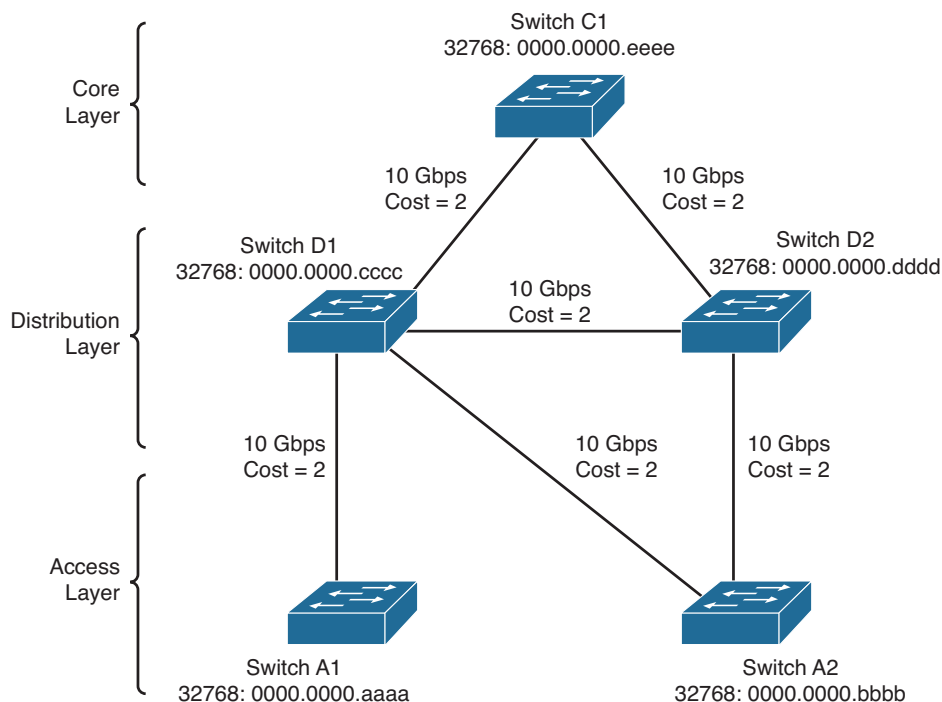 Switch C1
32768: 0000.0000.eeee
Core
Layer
10 Gbps
Cost = 2
10 Gbps
Cost = 2
Switch D1
32768: 0000.0000.cccc
Switch D2
32768: 0000.0000.dddd
10 Gbps
Cost = 2
Distribution
Layer
10 Gbps
Cost = 2
10 Gbps
Cost = 2
10 Gbps
Cost = 2
Access
Layer
Switch A1
32768: 0000.0000.aaaa
Switch A2
32768: 0000.0000.bbbb